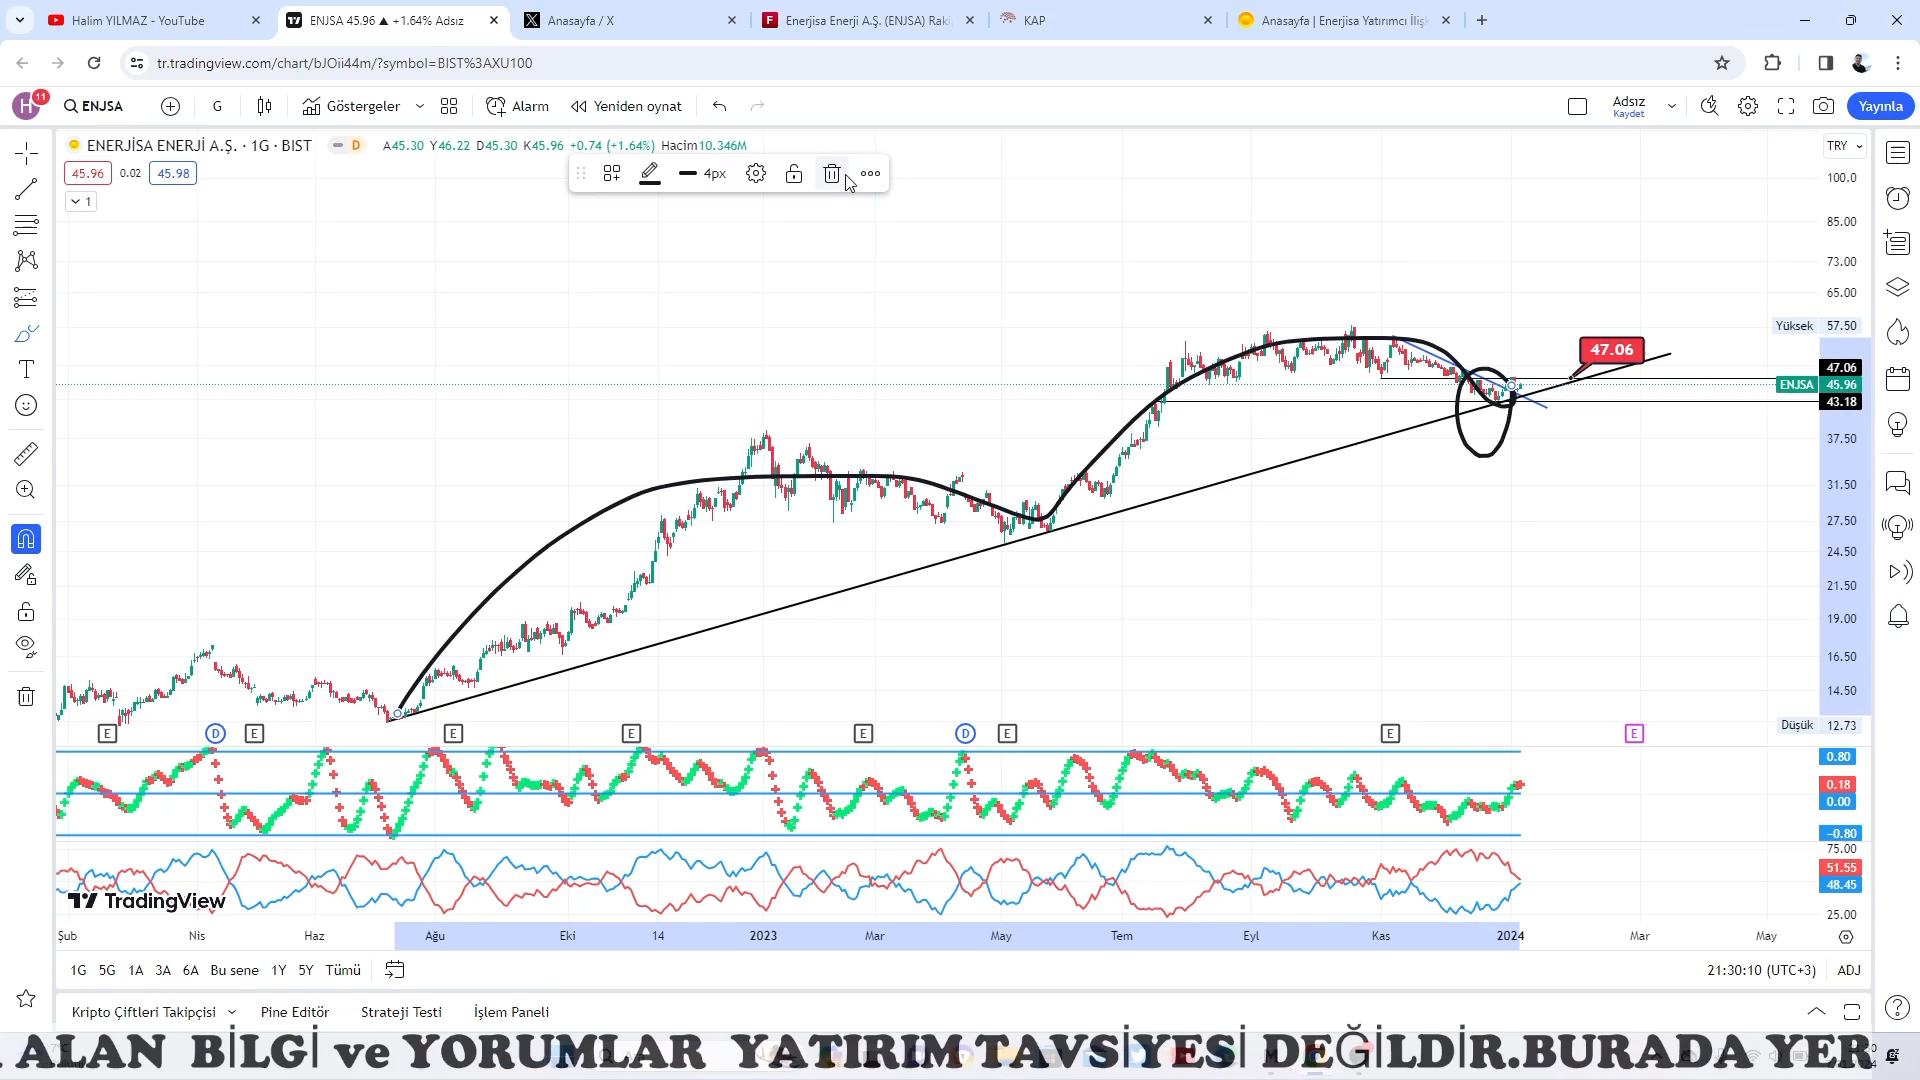 Halim YILMAZ - YouTube
ENJSA 45.96 ▲ +1.64% Adsız
Anasayfa / X
Enerjisa Enerji A.Ş. (ENJSA) Raki
KAP
Anasayfa | Enerjisa Yatırımcı İliş
tr.tradingview.com/chart/bJOii44m/?symbol=BIST%3AXU100
H 11
ENJSA
G
Göstergeler
Alarm
Yeniden oynat
Adsız
Kaydet
Yayınla
ENERJİSA ENERJİ A.Ş. · 1G · BIST
D
A45.30 Y46.22 D45.30 K45.96 +0.74 (+1.64%) Hacim10.346M
TRY
45.96 0.02 45.98
4px
1
100.0
85.00
73.00
65.00
Yüksek 57.50
47.06
47.06
ENJSA 45.96
43.18
37.50
31.50
27.50
24.50
21.50
19.00
16.50
14.50
Düşük 12.73
E D E E E E D E E E
0.80
0.18
0.00
−0.80
75.00
51.55
48.45
25.00
TradingView
Şub Nis Haz Ağu Eki 14 2023 Mar May Tem Eyl Kas 2024 Mar May
1G 5G 1A 3A 6A Bu sene 1Y 5Y Tümü
21:30:10 (UTC+3) ADJ
Kripto Çiftleri Takipçisi Pine Editör Strateji Testi İşlem Paneli
ALAN BİLGİ ve YORUMLAR YATIRIM TAVSİYESİ DEĞİLDİR.BURADA YER